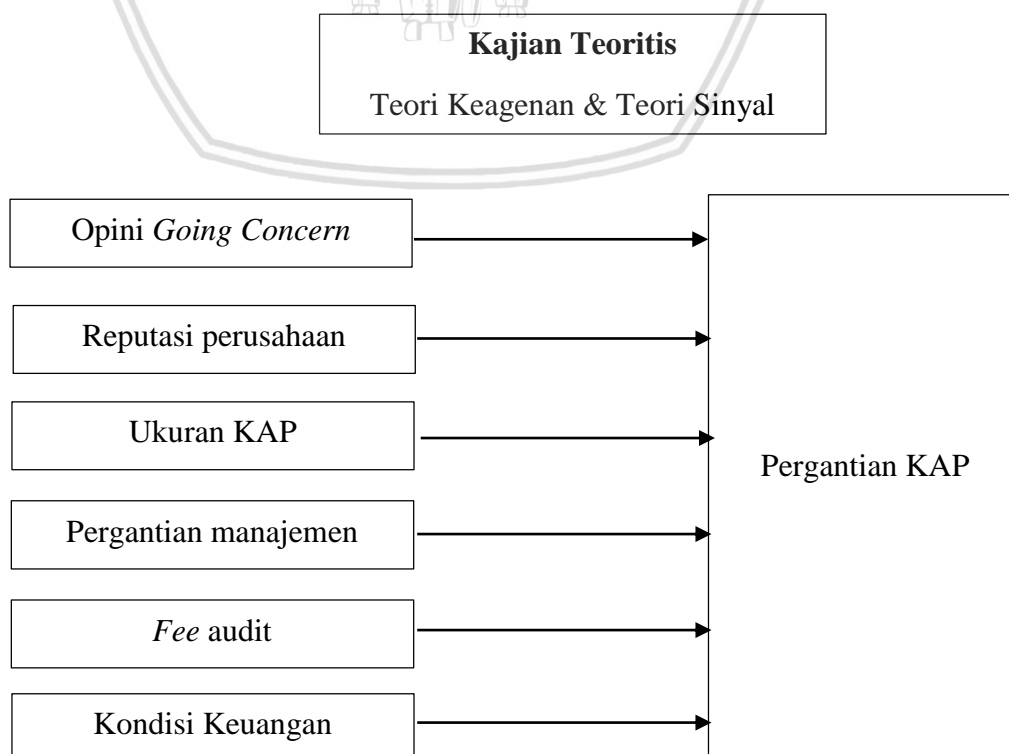 Kajian Teoritis
Teori Keagenan & Teori Sinyal
Opini Going Concern
Reputasi perusahaan
Ukuran KAP
Pergantian KAP
Pergantian manajemen
Fee audit
Kondisi Keuangan